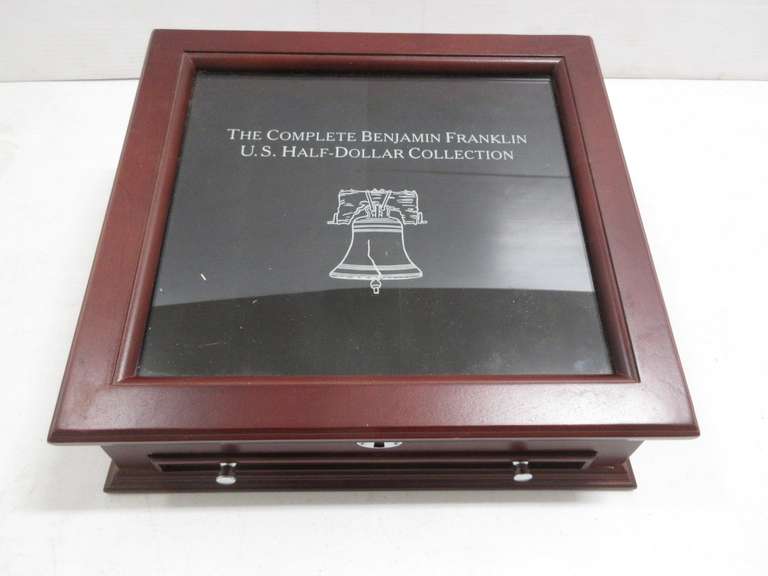 THE COMPLETE BENJAMIN FRANKLIN
U.S. HALF-DOLLAR COLLECTION